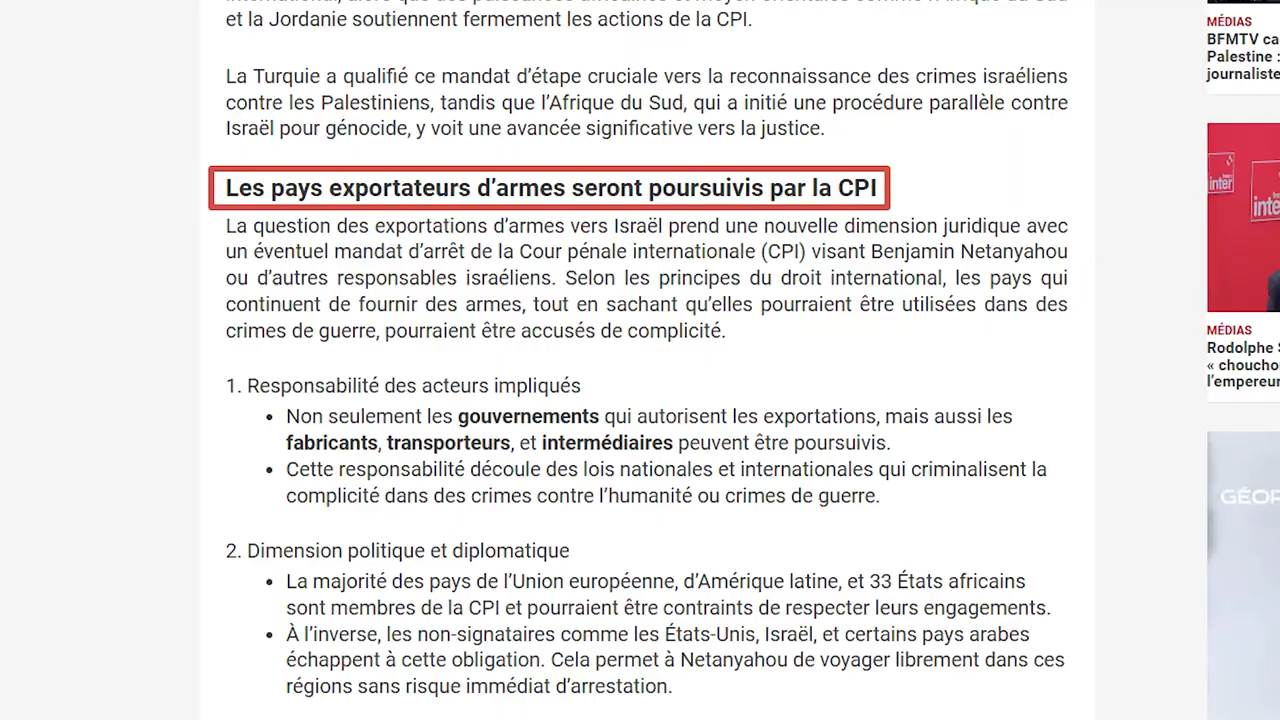 et la Jordanie soutiennent fermement les actions de la CPI.
La Turquie a qualifié ce mandat d’étape cruciale vers la reconnaissance des crimes israéliens
contre les Palestiniens, tandis que l’Afrique du Sud, qui a initié une procédure parallèle contre
Israël pour génocide, y voit une avancée significative vers la justice.
Les pays exportateurs d’armes seront poursuivis par la CPI
La question des exportations d’armes vers Israël prend une nouvelle dimension juridique avec
un éventuel mandat d’arrêt de la Cour pénale internationale (CPI) visant Benjamin Netanyahou
ou d’autres responsables israéliens. Selon les principes du droit international, les pays qui
continuent de fournir des armes, tout en sachant qu’elles pourraient être utilisées dans des
crimes de guerre, pourraient être accusés de complicité.
1. Responsabilité des acteurs impliqués
• Non seulement les gouvernements qui autorisent les exportations, mais aussi les
fabricants, transporteurs, et intermédiaires peuvent être poursuivis.
• Cette responsabilité découle des lois nationales et internationales qui criminalisent la
complicité dans des crimes contre l’humanité ou crimes de guerre.
2. Dimension politique et diplomatique
• La majorité des pays de l’Union européenne, d’Amérique latine, et 33 États africains
sont membres de la CPI et pourraient être contraints de respecter leurs engagements.
• À l’inverse, les non-signataires comme les États-Unis, Israël, et certains pays arabes
échappent à cette obligation. Cela permet à Netanyahou de voyager librement dans ces
régions sans risque immédiat d’arrestation.
MÉDIAS
BFMTV ca
Palestine :
journaliste
inter
inte
MÉDIAS
Rodolphe S
« choucho
l’empereur
GÉOP